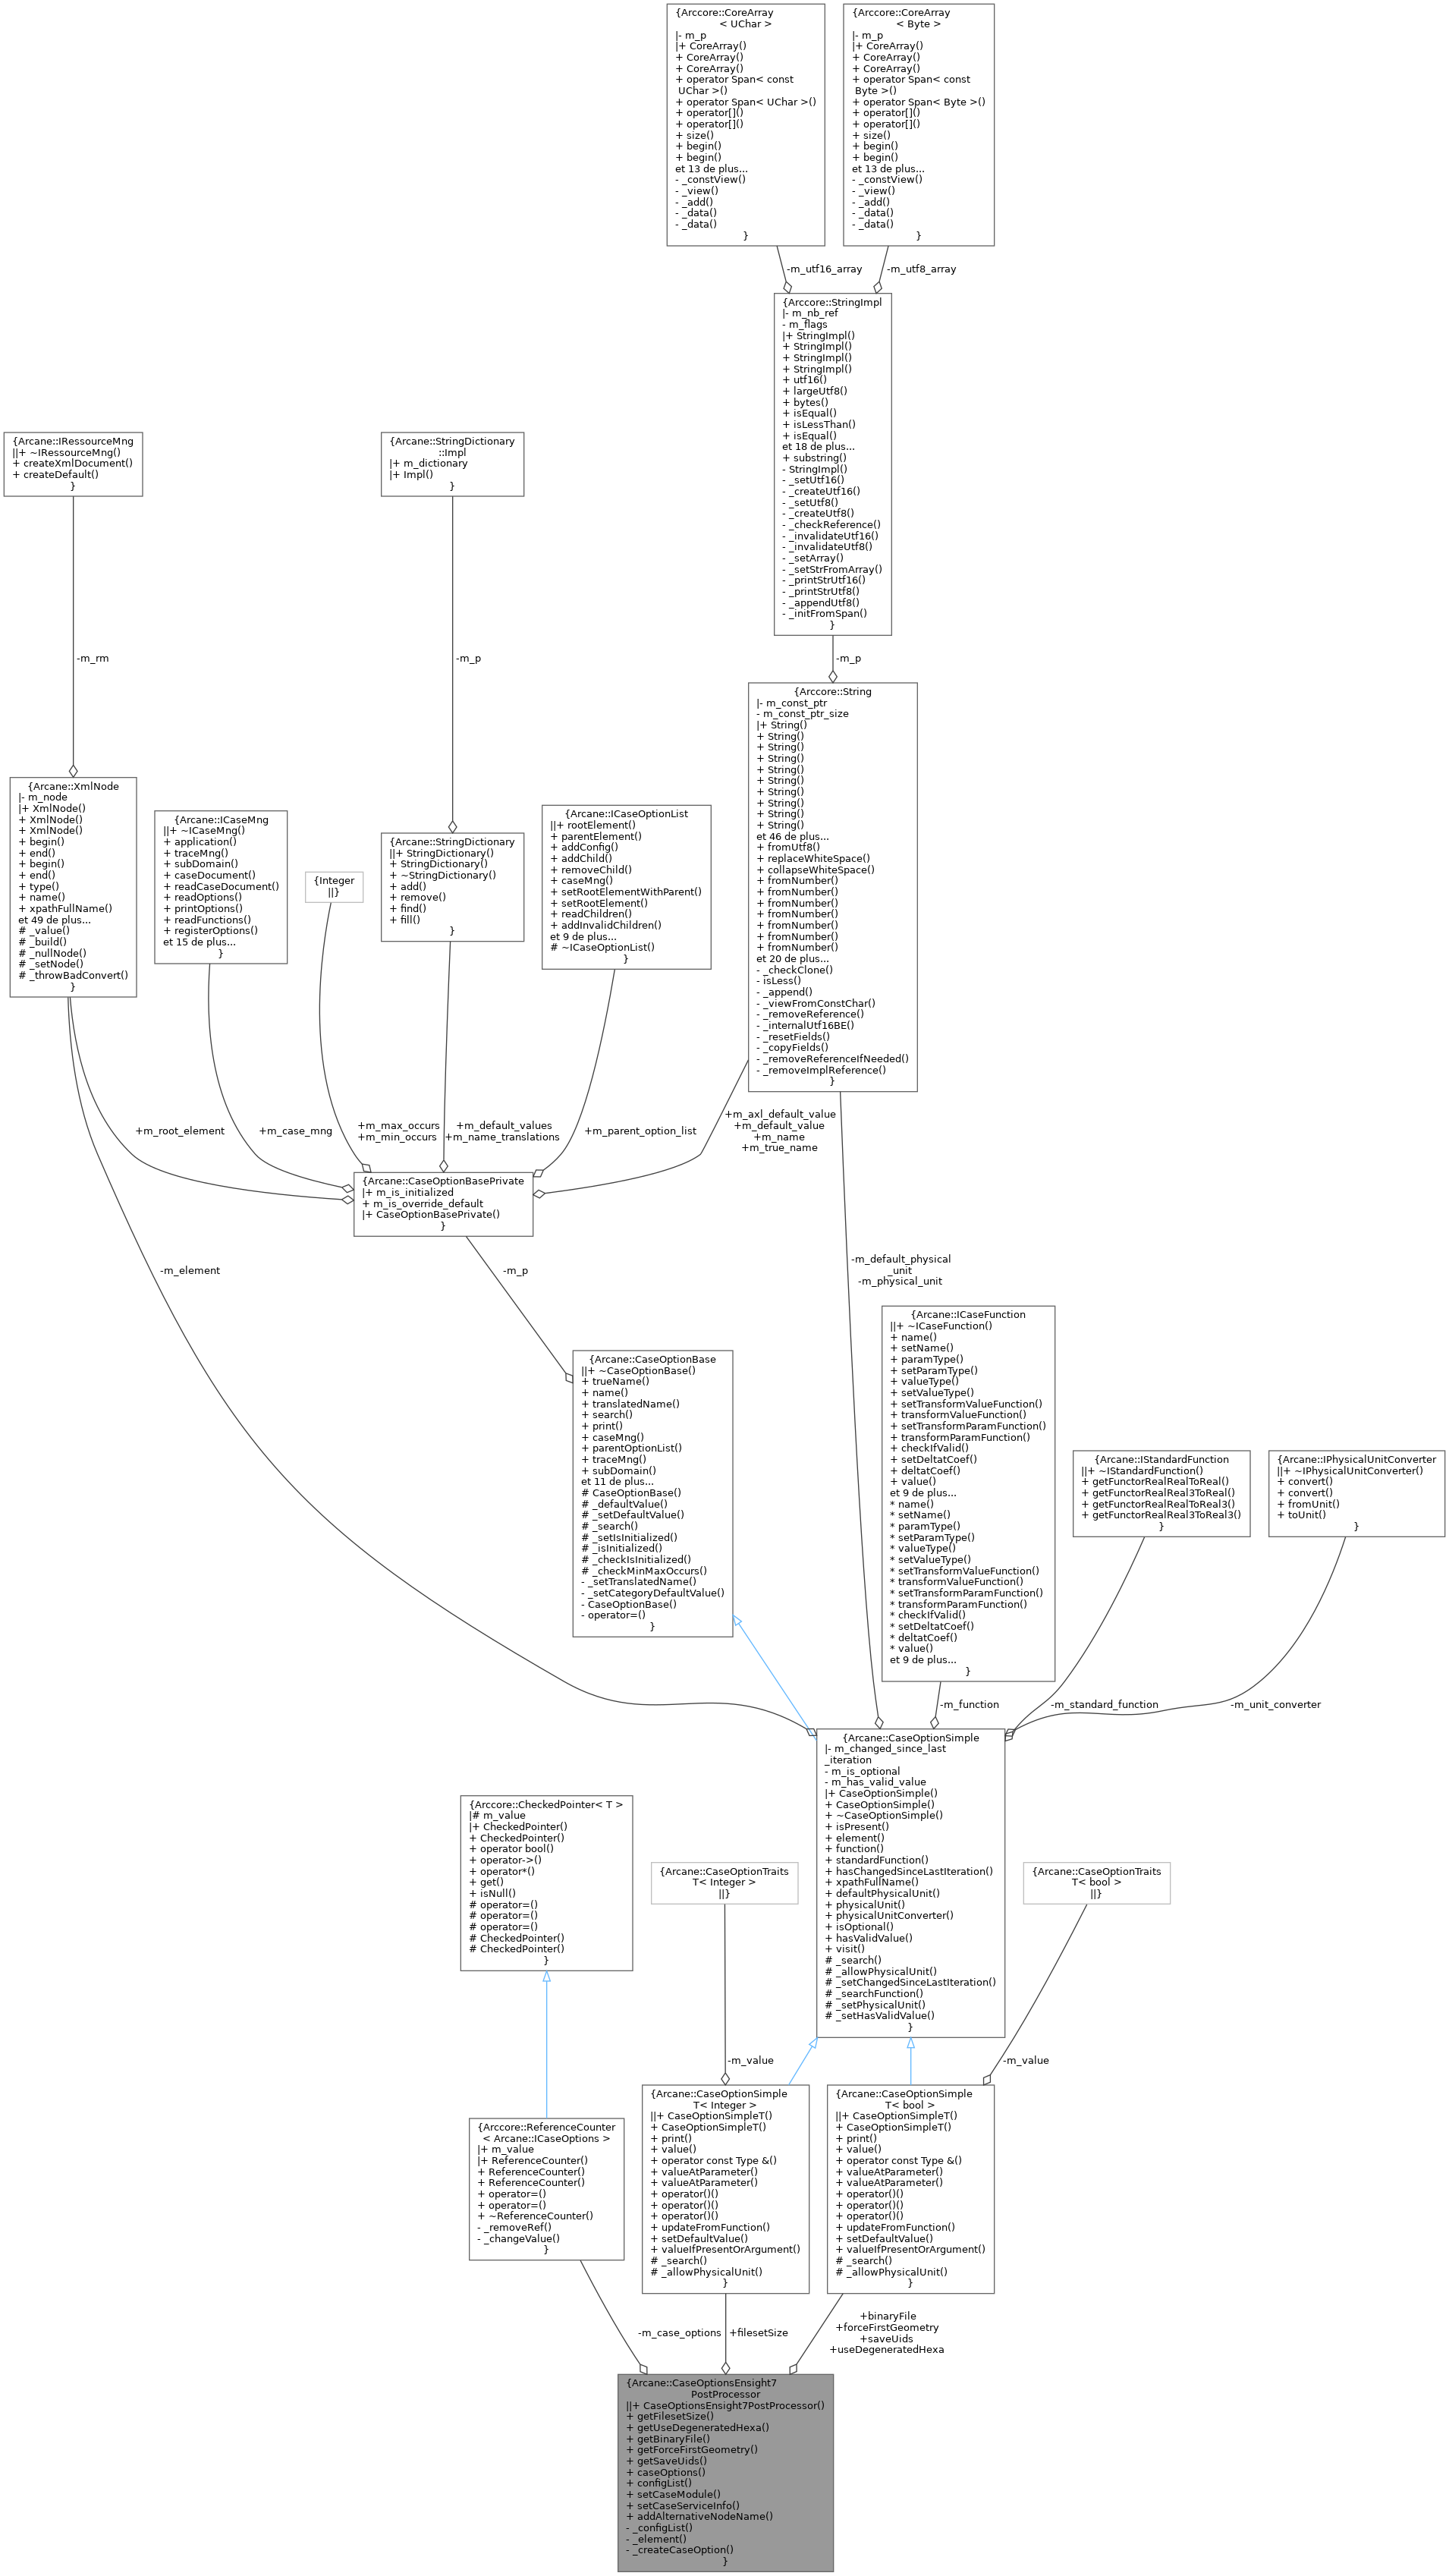 {Arccore::CoreArray
< UChar >
|- m_p
|+ CoreArray()
+ CoreArray()
+ CoreArray()
+ operator Span< const
UChar >()
+ operator Span< UChar >()
+ operator[]()
+ operator[]()
+ size()
+ begin()
+ begin()
et 13 de plus...
- _constView()
- _view()
- _add()
- _data()
- _data()
}
{Arccore::CoreArray
< Byte >
|- m_p
|+ CoreArray()
+ CoreArray()
+ CoreArray()
+ operator Span< const
Byte >()
+ operator Span< Byte >()
+ operator[]()
+ operator[]()
+ size()
+ begin()
+ begin()
et 13 de plus...
- _constView()
- _view()
- _add()
- _data()
- _data()
}
-m_utf16_array
-m_utf8_array
{Arccore::StringImpl
|- m_nb_ref
- m_flags
|+ StringImpl()
+ StringImpl()
+ StringImpl()
+ StringImpl()
+ utf16()
+ largeUtf8()
+ bytes()
+ isEqual()
+ isLessThan()
+ isEqual()
et 18 de plus...
+ substring()
- StringImpl()
- _setUtf16()
- _createUtf16()
- _setUtf8()
- _createUtf8()
- _checkReference()
- _invalidateUtf16()
- _invalidateUtf8()
- _setArray()
- _setStrFromArray()
- _printStrUtf16()
- _printStrUtf8()
- _appendUtf8()
- _initFromSpan()
}
{Arcane::IRessourceMng
||+ ~IRessourceMng()
+ createXmlDocument()
+ createDefault()
}
{Arcane::StringDictionary
::Impl
|+ m_dictionary
|+ Impl()
}
-m_rm
-m_p
-m_p
{Arccore::String
|- m_const_ptr
- m_const_ptr_size
|+ String()
+ String()
+ String()
+ String()
+ String()
+ String()
+ String()
+ String()
+ String()
+ String()
et 46 de plus...
+ fromUtf8()
+ replaceWhiteSpace()
+ collapseWhiteSpace()
+ fromNumber()
+ fromNumber()
+ fromNumber()
+ fromNumber()
+ fromNumber()
+ fromNumber()
+ fromNumber()
et 20 de plus...
- _checkClone()
- isLess()
- _append()
- _viewFromConstChar()
- _removeReference()
- _internalUtf16BE()
- _resetFields()
- _copyFields()
- _removeReferenceIfNeeded()
- _removeImplReference()
}
{Arcane::XmlNode
|- m_node
|+ XmlNode()
+ XmlNode()
+ XmlNode()
+ begin()
+ end()
+ begin()
+ end()
+ type()
+ name()
+ xpathFullName()
et 49 de plus...
# _value()
# _build()
# _nullNode()
# _setNode()
# _throwBadConvert()
}
{Arcane::ICaseMng
||+ ~ICaseMng()
+ application()
+ traceMng()
+ subDomain()
+ caseDocument()
+ readCaseDocument()
+ readOptions()
+ printOptions()
+ readFunctions()
+ registerOptions()
et 15 de plus...
}
{Integer
||}
{Arcane::StringDictionary
||+ StringDictionary()
+ StringDictionary()
+ ~StringDictionary()
+ add()
+ remove()
+ find()
+ fill()
}
{Arcane::ICaseOptionList
||+ rootElement()
+ parentElement()
+ addConfig()
+ addChild()
+ removeChild()
+ caseMng()
+ setRootElementWithParent()
+ setRootElement()
+ readChildren()
+ addInvalidChildren()
et 9 de plus...
# ~ICaseOptionList()
}
+m_root_element
+m_case_mng
+m_max_occurs
+m_min_occurs
+m_default_values
+m_name_translations
+m_parent_option_list
+m_axl_default_value
+m_default_value
+m_name
+m_true_name
{Arcane::CaseOptionBasePrivate
|+ m_is_initialized
+ m_is_override_default
|+ CaseOptionBasePrivate()
}
-m_element
-m_p
-m_default_physical
_unit
-m_physical_unit
{Arcane::CaseOptionBase
||+ ~CaseOptionBase()
+ trueName()
+ name()
+ translatedName()
+ search()
+ print()
+ caseMng()
+ parentOptionList()
+ traceMng()
+ subDomain()
et 11 de plus...
# CaseOptionBase()
# _defaultValue()
# _setDefaultValue()
# _search()
# _setIsInitialized()
# _isInitialized()
# _checkIsInitialized()
# _checkMinMaxOccurs()
- _setTranslatedName()
- _setCategoryDefaultValue()
- CaseOptionBase()
- operator=()
}
{Arcane::ICaseFunction
||+ ~ICaseFunction()
+ name()
+ setName()
+ paramType()
+ setParamType()
+ valueType()
+ setValueType()
+ setTransformValueFunction()
+ transformValueFunction()
+ setTransformParamFunction()
+ transformParamFunction()
+ checkIfValid()
+ setDeltatCoef()
+ deltatCoef()
+ value()
et 9 de plus...
* name()
* setName()
* paramType()
* setParamType()
* valueType()
* setValueType()
* setTransformValueFunction()
* transformValueFunction()
* setTransformParamFunction()
* transformParamFunction()
* checkIfValid()
* setDeltatCoef()
* deltatCoef()
* value()
et 9 de plus...
}
{Arcane::IStandardFunction
||+ ~IStandardFunction()
+ getFunctorRealRealToReal()
+ getFunctorRealReal3ToReal()
+ getFunctorRealRealToReal3()
+ getFunctorRealReal3ToReal3()
}
{Arcane::IPhysicalUnitConverter
||+ ~IPhysicalUnitConverter()
+ convert()
+ convert()
+ fromUnit()
+ toUnit()
}
-m_function
-m_standard_function
-m_unit_converter
{Arcane::CaseOptionSimple
|- m_changed_since_last
_iteration
- m_is_optional
- m_has_valid_value
|+ CaseOptionSimple()
+ CaseOptionSimple()
+ ~CaseOptionSimple()
+ isPresent()
+ element()
+ function()
+ standardFunction()
+ hasChangedSinceLastIteration()
+ xpathFullName()
+ defaultPhysicalUnit()
+ physicalUnit()
+ physicalUnitConverter()
+ isOptional()
+ hasValidValue()
+ visit()
# _search()
# _allowPhysicalUnit()
# _setChangedSinceLastIteration()
# _searchFunction()
# _setPhysicalUnit()
# _setHasValidValue()
}
{Arccore::CheckedPointer< T >
|# m_value
|+ CheckedPointer()
+ CheckedPointer()
+ operator bool()
+ operator->()
+ operator*()
+ get()
+ isNull()
# operator=()
# operator=()
# operator=()
# CheckedPointer()
# CheckedPointer()
}
{Arcane::CaseOptionTraits
T< Integer >
||}
{Arcane::CaseOptionTraits
T< bool >
||}
-m_value
-m_value
{Arccore::ReferenceCounter
< Arcane::ICaseOptions >
|+ m_value
|+ ReferenceCounter()
+ ReferenceCounter()
+ ReferenceCounter()
+ operator=()
+ operator=()
+ ~ReferenceCounter()
- _removeRef()
- _changeValue()
}
{Arcane::CaseOptionSimple
T< Integer >
||+ CaseOptionSimpleT()
+ CaseOptionSimpleT()
+ print()
+ value()
+ operator const Type &()
+ valueAtParameter()
+ valueAtParameter()
+ operator()()
+ operator()()
+ operator()()
+ updateFromFunction()
+ setDefaultValue()
+ valueIfPresentOrArgument()
# _search()
# _allowPhysicalUnit()
}
{Arcane::CaseOptionSimple
T< bool >
||+ CaseOptionSimpleT()
+ CaseOptionSimpleT()
+ print()
+ value()
+ operator const Type &()
+ valueAtParameter()
+ valueAtParameter()
+ operator()()
+ operator()()
+ operator()()
+ updateFromFunction()
+ setDefaultValue()
+ valueIfPresentOrArgument()
# _search()
# _allowPhysicalUnit()
}
-m_case_options
+filesetSize
+binaryFile
+forceFirstGeometry
+saveUids
+useDegeneratedHexa
{Arcane::CaseOptionsEnsight7
PostProcessor
||+ CaseOptionsEnsight7PostProcessor()
+ getFilesetSize()
+ getUseDegeneratedHexa()
+ getBinaryFile()
+ getForceFirstGeometry()
+ getSaveUids()
+ caseOptions()
+ configList()
+ setCaseModule()
+ setCaseServiceInfo()
+ addAlternativeNodeName()
- _configList()
- _element()
- _createCaseOption()
}